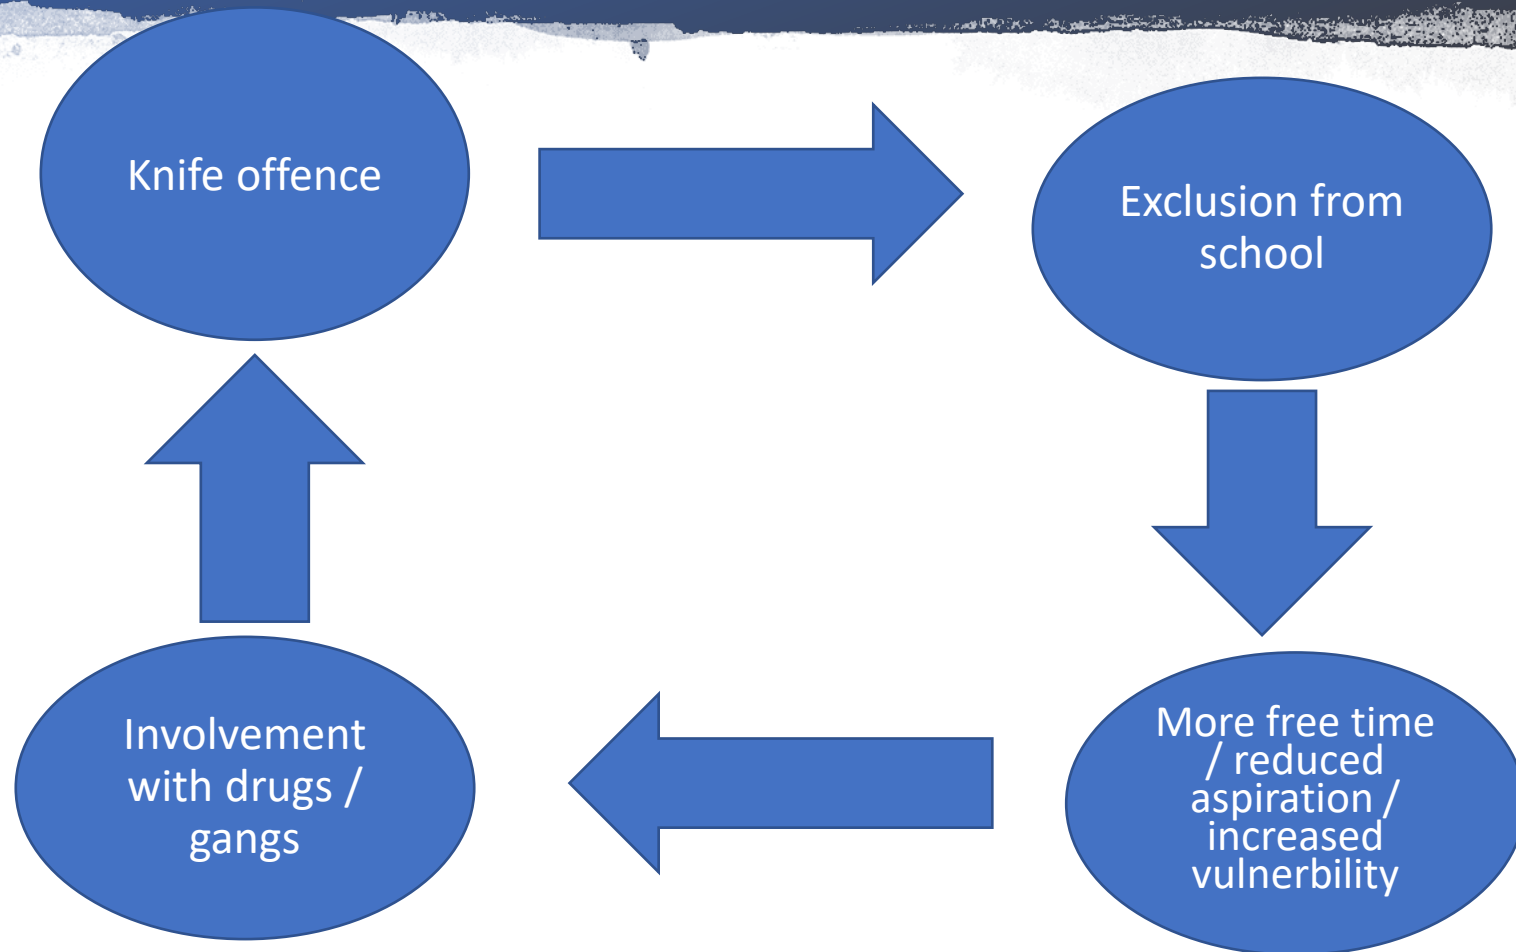 Knife offence
Exclusion from
school
More free time
/ reduced
aspiration /
increased
vulnerbility
Involvement
with drugs /
gangs